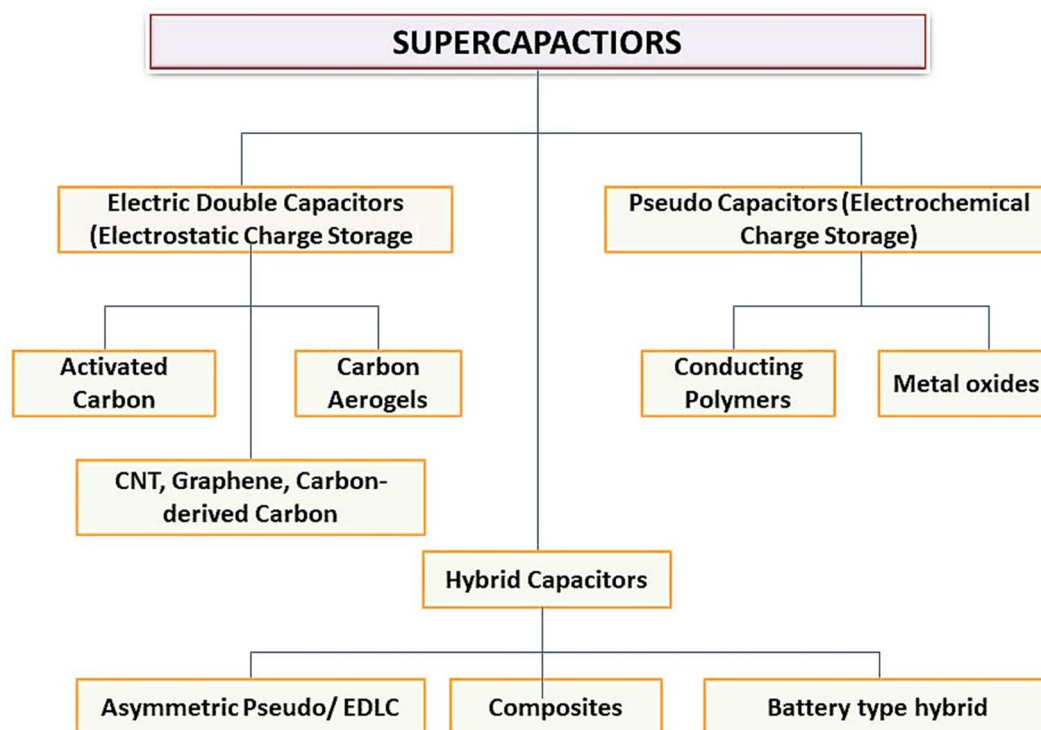 SUPERCAPACTIORS
Electric Double Capacitors
(Electrostatic Charge Storage
Pseudo Capacitors (Electrochemical
Charge Storage)
Activated
Carbon
Carbon
Aerogels
Conducting
Polymers
Metal oxides
CNT, Graphene, Carbon-
derived Carbon
Hybrid Capacitors
Asymmetric Pseudo/ EDLC
Composites
Battery type hybrid